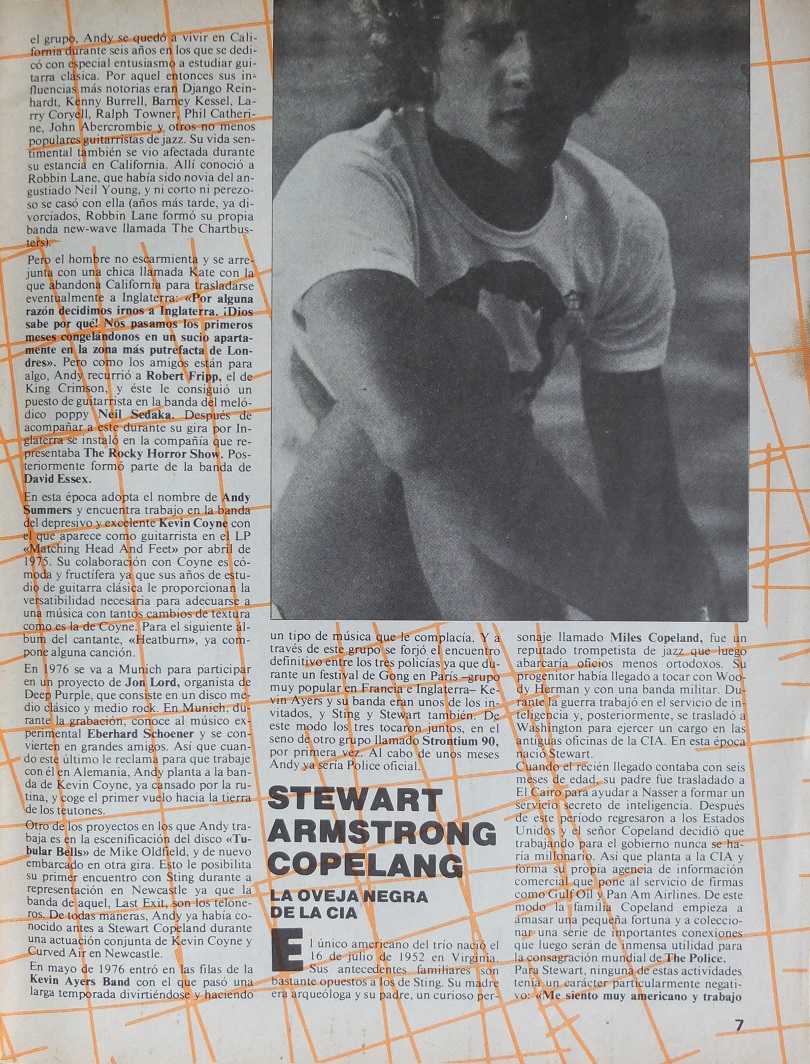 el grupo, Andy se quedó a vivir en Cali-
fornia durante seis años en los que se dedi-
có con especial entusiasmo a estudiar gui-
tarra clásica. Por aquel entonces sus in-
fluencias más notorias eran Django Rein-
hardt, Kenny Burrell, Barney Kessel, La-
rry Coryell, Ralph Towner, Phil Catheri-
ne, John Abercrombie y otros no menos
populares guitarristas de jazz. Su vida sen-
timental también se vio afectada durante
su estancia en California. Allí conoció a
Robbin Lane, que había sido novia del an-
gustiado Neil Young, y ni corto ni perezo-
so se casó con ella (años más tarde, ya di-
vorciados, Robbin Lane formó su propia
banda new-wave llamada The Chartbus-
ters).
Pero el hombre no escarmienta y se arre-
junta con una chica llamada Kate con la
que abandona California para trasladarse
eventualmente a Inglaterra: «Por alguna
razón decidimos irnos a Inglaterra. ¡Dios
sabe por qué! Nos pasamos los primeros
meses congelándonos en un sucio aparta-
mento en la zona más putrefacta de Lon-
dres». Pero como los amigos están para
algo, Andy recurrió a Robert Fripp, el de
King Crimson, y éste le consiguió un
puesto de guitarrista en la banda del meló-
dico poppy Neil Sedaka. Después de
acompañar a este durante su gira por In-
glaterra se instaló en la compañía que re-
presentaba The Rocky Horror Show. Pos-
teriormente formó parte de la banda de
David Essex.
En esta época adopta el nombre de Andy
Summers y encuentra trabajo en la banda
del depresivo y excelente Kevin Coyne con
el que aparece como guitarrista en el LP
«Matching Head And Feet» por abril de
1975. Su colaboración con Coyne es có-
moda y fructífera ya que sus años de estu-
dio de guitarra clásica le proporcionan la
versatibilidad necesaria para adecuarse a
una música con tantos cambios de textura
como es la de Coyne. Para el siguiente ál-
bum del cantante, «Heatburn», ya com-
pone alguna canción.
En 1976 se va a Munich para participar
en un proyecto de Jon Lord, organista de
Deep Purple, que consiste en un disco me-
dio clásico y medio rock. En Munich, du-
rante la grabación, conoce al músico ex-
perimental Eberhard Schoener y se con-
vierten en grandes amigos. Así que cuan-
do este último le reclama para que trabaje
con él en Alemania, Andy planta a la ban-
da de Kevin Coyne, ya cansado por la ru-
tina, y coge el primer vuelo hacia la tierra
de los teutones.
Otro de los proyectos en los que Andy tra-
baja es en la escenificación del disco «Tu-
bular Bells» de Mike Oldfield, y de nuevo
embarcado en otra gira. Esto le posibilita
su primer encuentro con Sting durante a
representación en Newcastle ya que la
banda de aquel, Last Exit, son los telone-
ros. De todas maneras, Andy ya había co-
nocido antes a Stewart Copeland durante
una actuación conjunta de Kevin Coyne y
Curved Air en Newcastle.
En mayo de 1976 entró en las filas de la
Kevin Ayers Band con el que pasó una
larga temporada divirtiéndose y haciendo
un tipo de música que le complacía. Y a
través de este grupo se forjó el encuentro
definitivo entre los tres policías ya que du-
rante un festival de Gong en París –grupo
muy popular en Francia e Inglaterra– Ke-
vin Ayers y su banda eran unos de los in-
vitados, y Sting y Stewart también. De
este modo los tres tocaron juntos, en el
seno de otro grupo llamado Strontium 90,
por primera vez. Al cabo de unos meses
Andy ya sería Police oficial.
STEWART
ARMSTRONG
COPELANG
LA OVEJA NEGRA
DE LA CIA
El único americano del trío nació el
16 de julio de 1952 en Virginia.
Sus antecedentes familiares son
bastante opuestos a los de Sting. Su madre
era arqueóloga y su padre, un curioso per-
sonaje llamado Miles Copeland, fue un
reputado trompetista de jazz que luego
abarcaría oficios menos ortodoxos. Su
progenitor había llegado a tocar con Woo-
dy Herman y con una banda militar. Du-
rante la guerra trabajó en el servicio de in-
teligencia y, posteriormente, se trasladó a
Washington para ejercer un cargo en las
antiguas oficinas de la CIA. En esta época
nació Stewart.
Cuando el recién llegado contaba con seis
meses de edad, su padre fue trasladado a
El Cairo para ayudar a Nasser a formar un
servicio secreto de inteligencia. Después
de este período regresaron a los Estados
Unidos y el señor Copeland decidió que
trabajando para el gobierno nunca se ha-
ría millonario. Así que planta a la CIA y
forma su propia agencia de información
comercial que pone al servicio de firmas
como Gulf Oil y Pan Am Airlines. De este
modo la familia Copeland empieza a
amasar una pequeña fortuna y a coleccio-
nar una serie de importantes conexiones
que luego serán de inmensa utilidad para
la consagración mundial de The Police.
Para Stewart, ninguna de estas actividades
tenía un carácter particularmente negati-
vo: «Me siento muy americano y trabajo
7